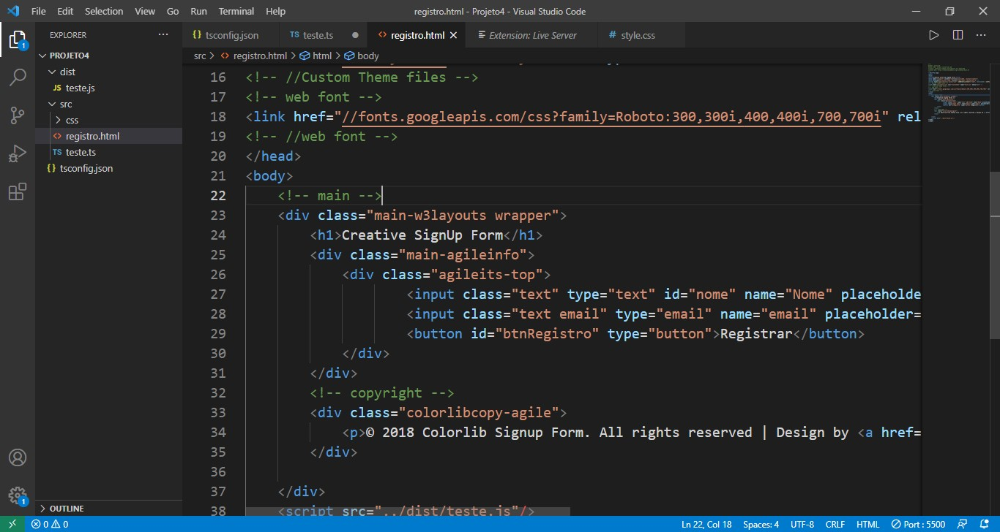 File Edit Selection View Go Run Terminal Help registro.html - Projeto4 - Visual Studio Code
EXPLORER ...
{} tsconfig.json TS teste.ts ● <> registro.html × Extension: Live Server # style.css ...
PROJETO4
dist
JS teste.js
src
css
<> registro.html
TS teste.ts
{} tsconfig.json
OUTLINE
1
1
src > <> registro.html > html > body
16 <!-- //Custom Theme files -->
17 <!-- web font -->
18 <link href="//fonts.googleapis.com/css?family=Roboto:300,300i,400,400i,700,700i" rel
19 <!-- //web font -->
20 </head>
21 <body>
22 <!-- main -->
23 <div class="main-w3layouts wrapper">
24 <h1>Creative SignUp Form</h1>
25 <div class="main-agileinfo">
26 <div class="agileits-top">
27 <input class="text" type="text" id="nome" name="Nome" placeholde
28 <input class="text email" type="email" name="email" placeholder=
29 <button id="btnRegistro" type="button">Registrar</button>
30 </div>
31 </div>
32 <!-- copyright -->
33 <div class="colorlibcopy-agile">
34 <p>© 2018 Colorlib Signup Form. All rights reserved | Design by <a href=
35 </div>
36
37 </div>
38 <script src="../dist/teste.js"/>
0 0 Ln 22, Col 18 Spaces: 4 UTF-8 CRLF HTML Port : 5500